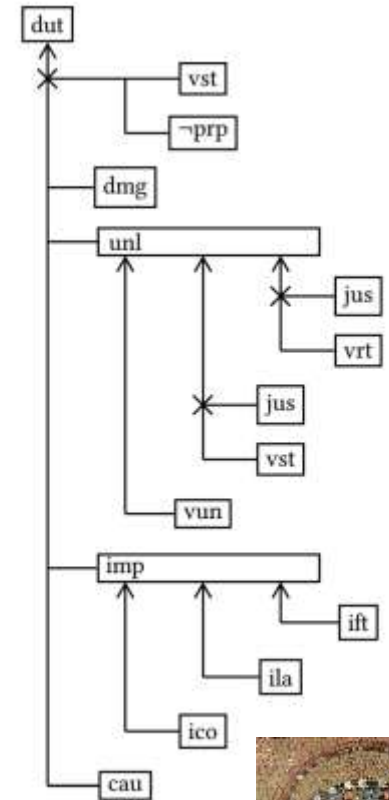 dut
vst
¬prp
dmg
unl
jus
vrt
jus
vst
vun
imp
ift
ila
ico
cau